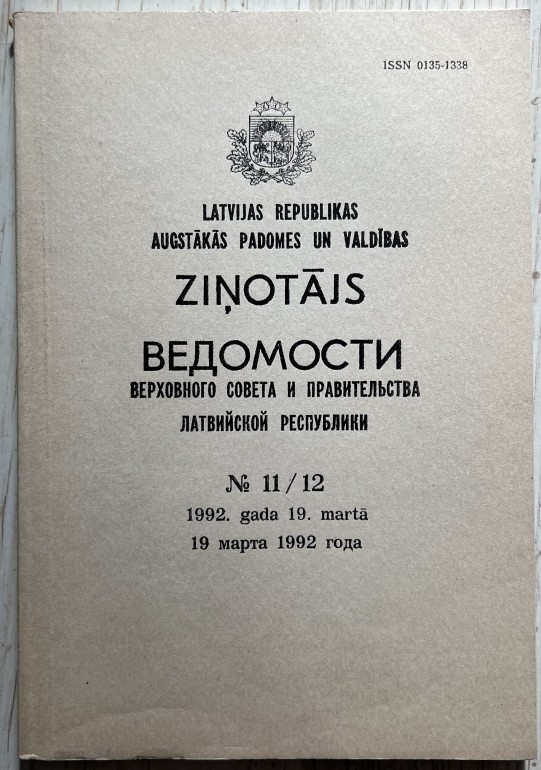 ISSN 0135-1338
LATVIJAS REPUBLIKAS
AUGSTĀKĀS PADOMES UN VALDĪBAS
ZIŅOTĀJS
ВЕДОМОСТИ
ВЕРХОВНОГО СОВЕТА И ПРАВИТЕЛЬСТВА
ЛАТВИЙСКОЙ РЕСПУБЛИКИ
№ 11/12
1992. gada 19. martā
19 марта 1992 года